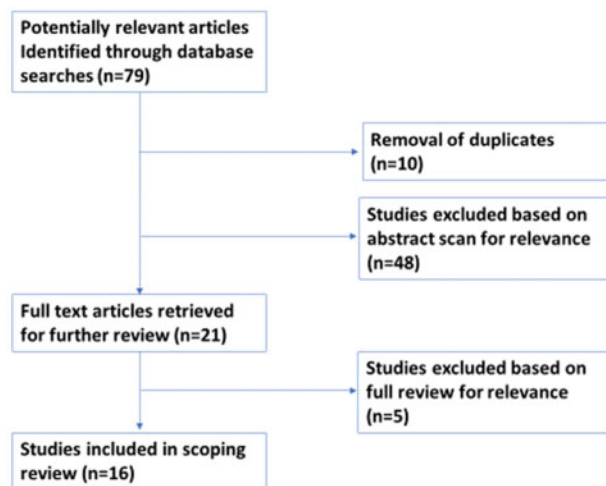 Potentially relevant articles
Identified through database
searches (n=79)
Removal of duplicates
(n=10)
Studies excluded based on
abstract scan for relevance
(n=48)
Full text articles retrieved
for further review (n=21)
Studies excluded based on
full review for relevance
(n=5)
Studies included in scoping
review (n=16)